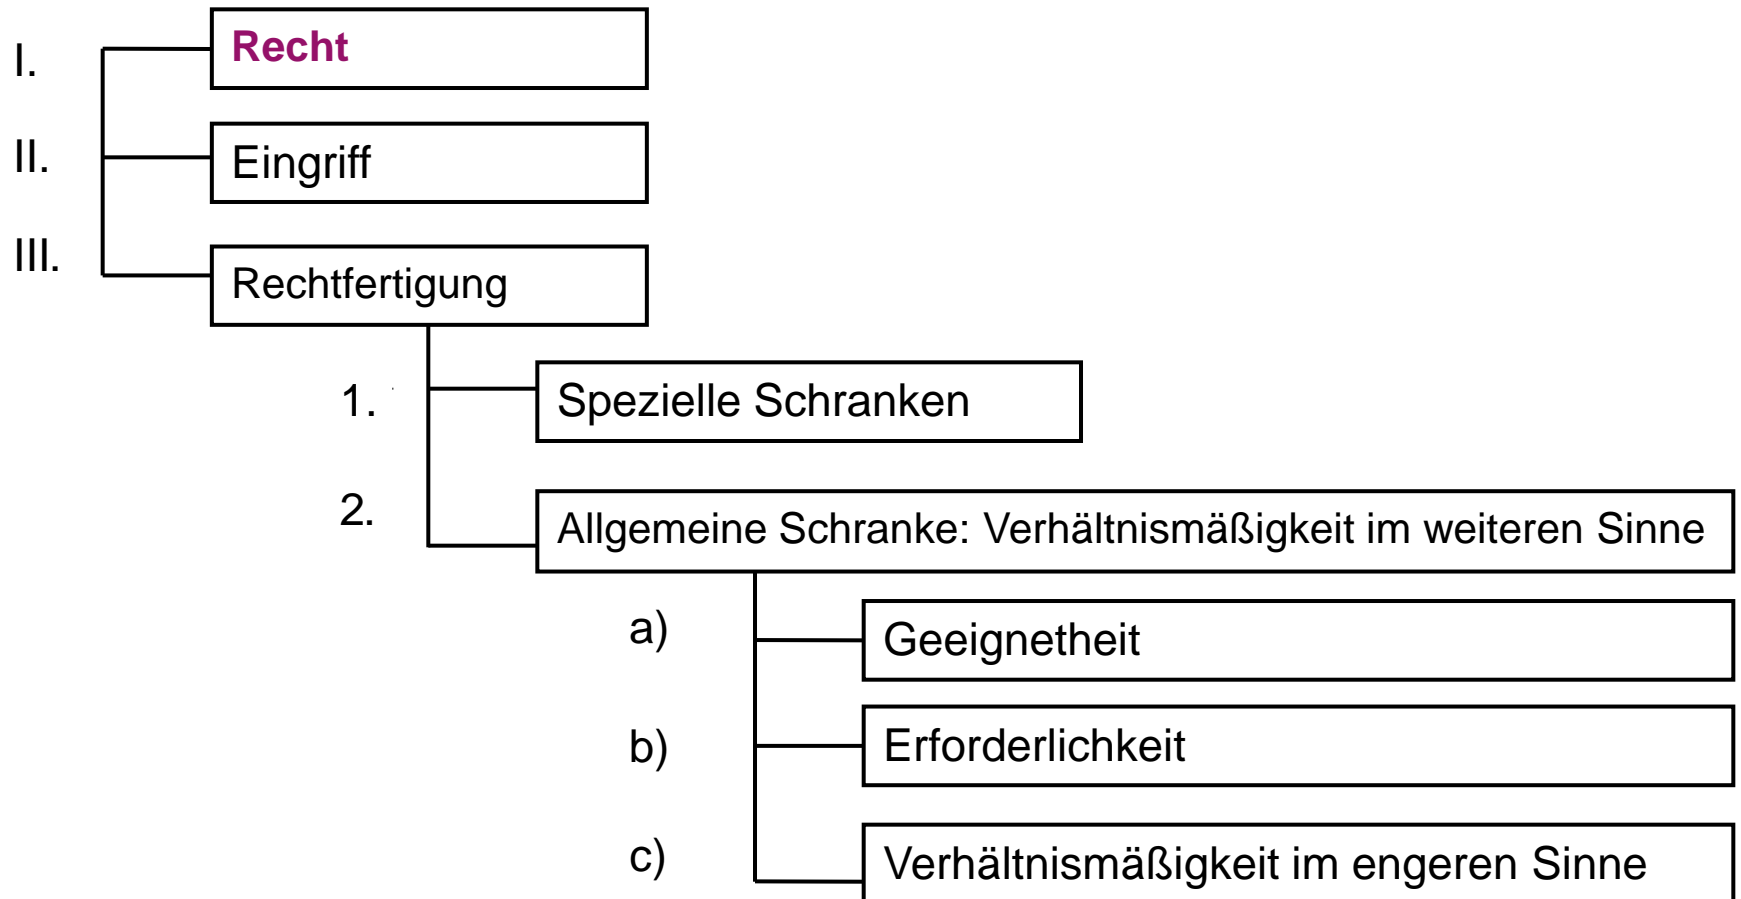 I. Recht
II. Eingriff
III. Rechtfertigung
1. Spezielle Schranken
2. Allgemeine Schranke: Verhältnismäßigkeit im weiteren Sinne
a) Geeignetheit
b) Erforderlichkeit
c) Verhältnismäßigkeit im engeren Sinne